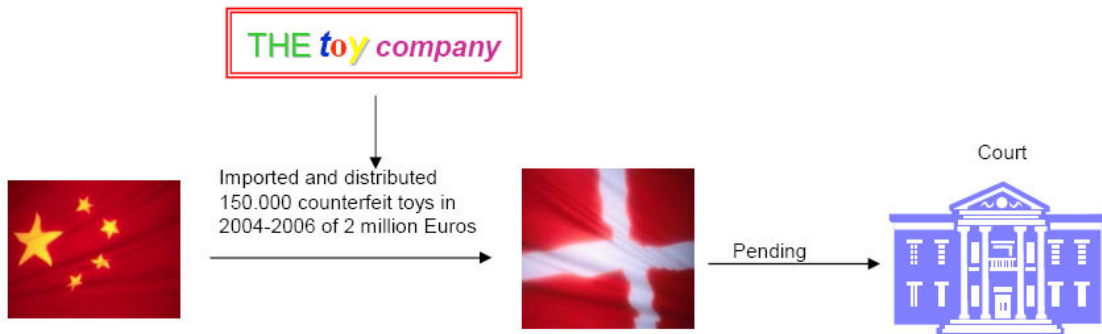 THE toy company
Imported and distributed
150.000 counterfeit toys in
2004-2006 of 2 million Euros
Court
Pending